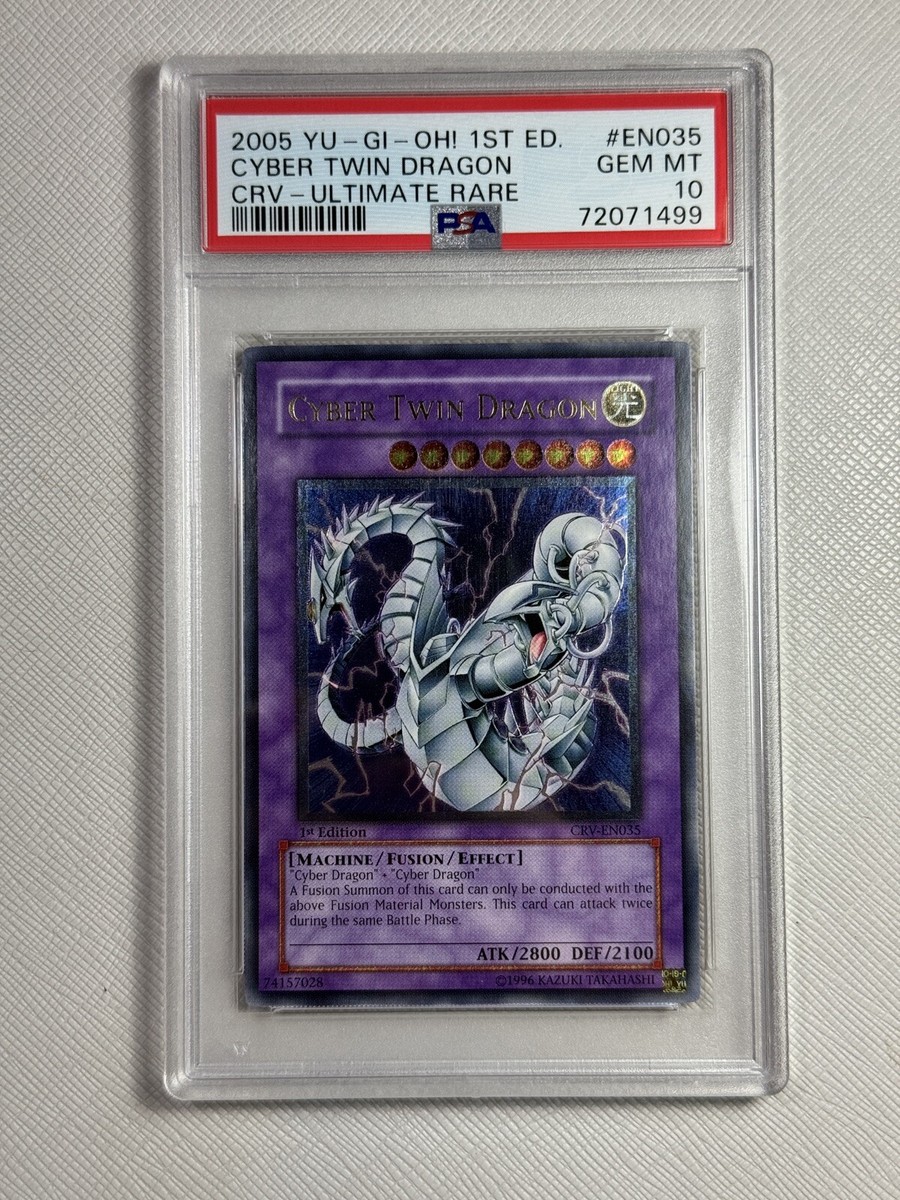 2005 YU-GI-OH! 1ST ED. #EN035
CYBER TWIN DRAGON GEM MT
CRV-ULTIMATE RARE 10
PSA 72071499
CYBER TWIN DRAGON 光
1st Edition CRV-EN035
[MACHINE/FUSION/EFFECT]
"Cyber Dragon" + "Cyber Dragon"
A Fusion Summon of this card can only be conducted with the
above Fusion Material Monsters. This card can attack twice
during the same Battle Phase.
ATK/2800 DEF/2100
74157028 ©1996 KAZUKI TAKAHASHI